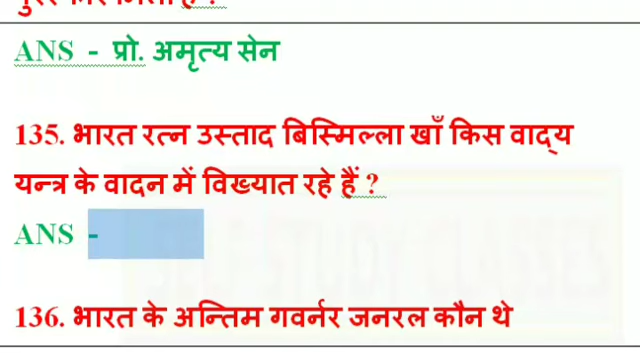 ANS - प्रो. अमृत्य सेन
135. भारत रत्न उस्ताद बिस्मिल्ला खाँ किस वाद्य
यन्त्र के वादन में विख्यात रहे हैं ?
ANS -
136. भारत के अन्तिम गवर्नर जनरल कौन थे